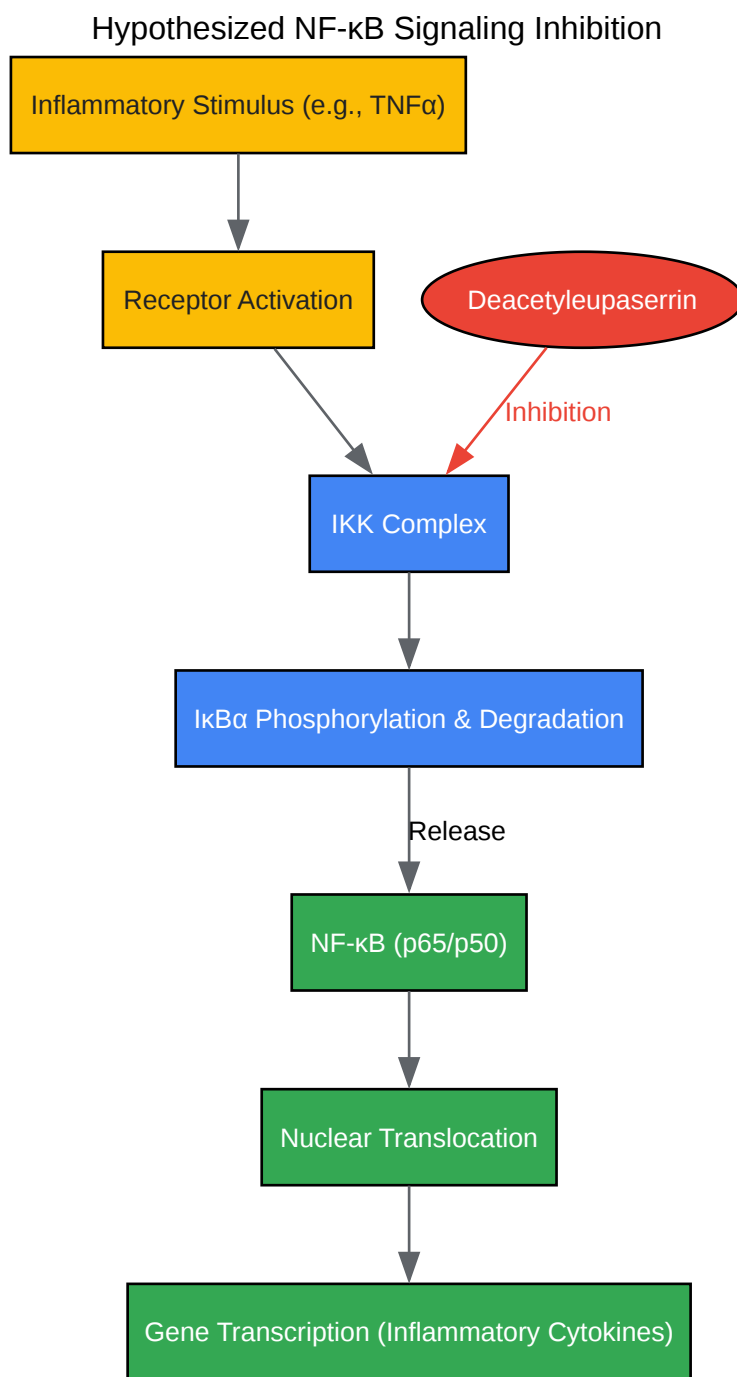 Hypothesized NF-κB Signaling Inhibition
Inflammatory Stimulus (e.g., TNFα)
Receptor Activation
Deacetyleupaserrin
Inhibition
IKK Complex
IκBα Phosphorylation & Degradation
Release
NF-κB (p65/p50)
Nuclear Translocation
Gene Transcription (Inflammatory Cytokines)